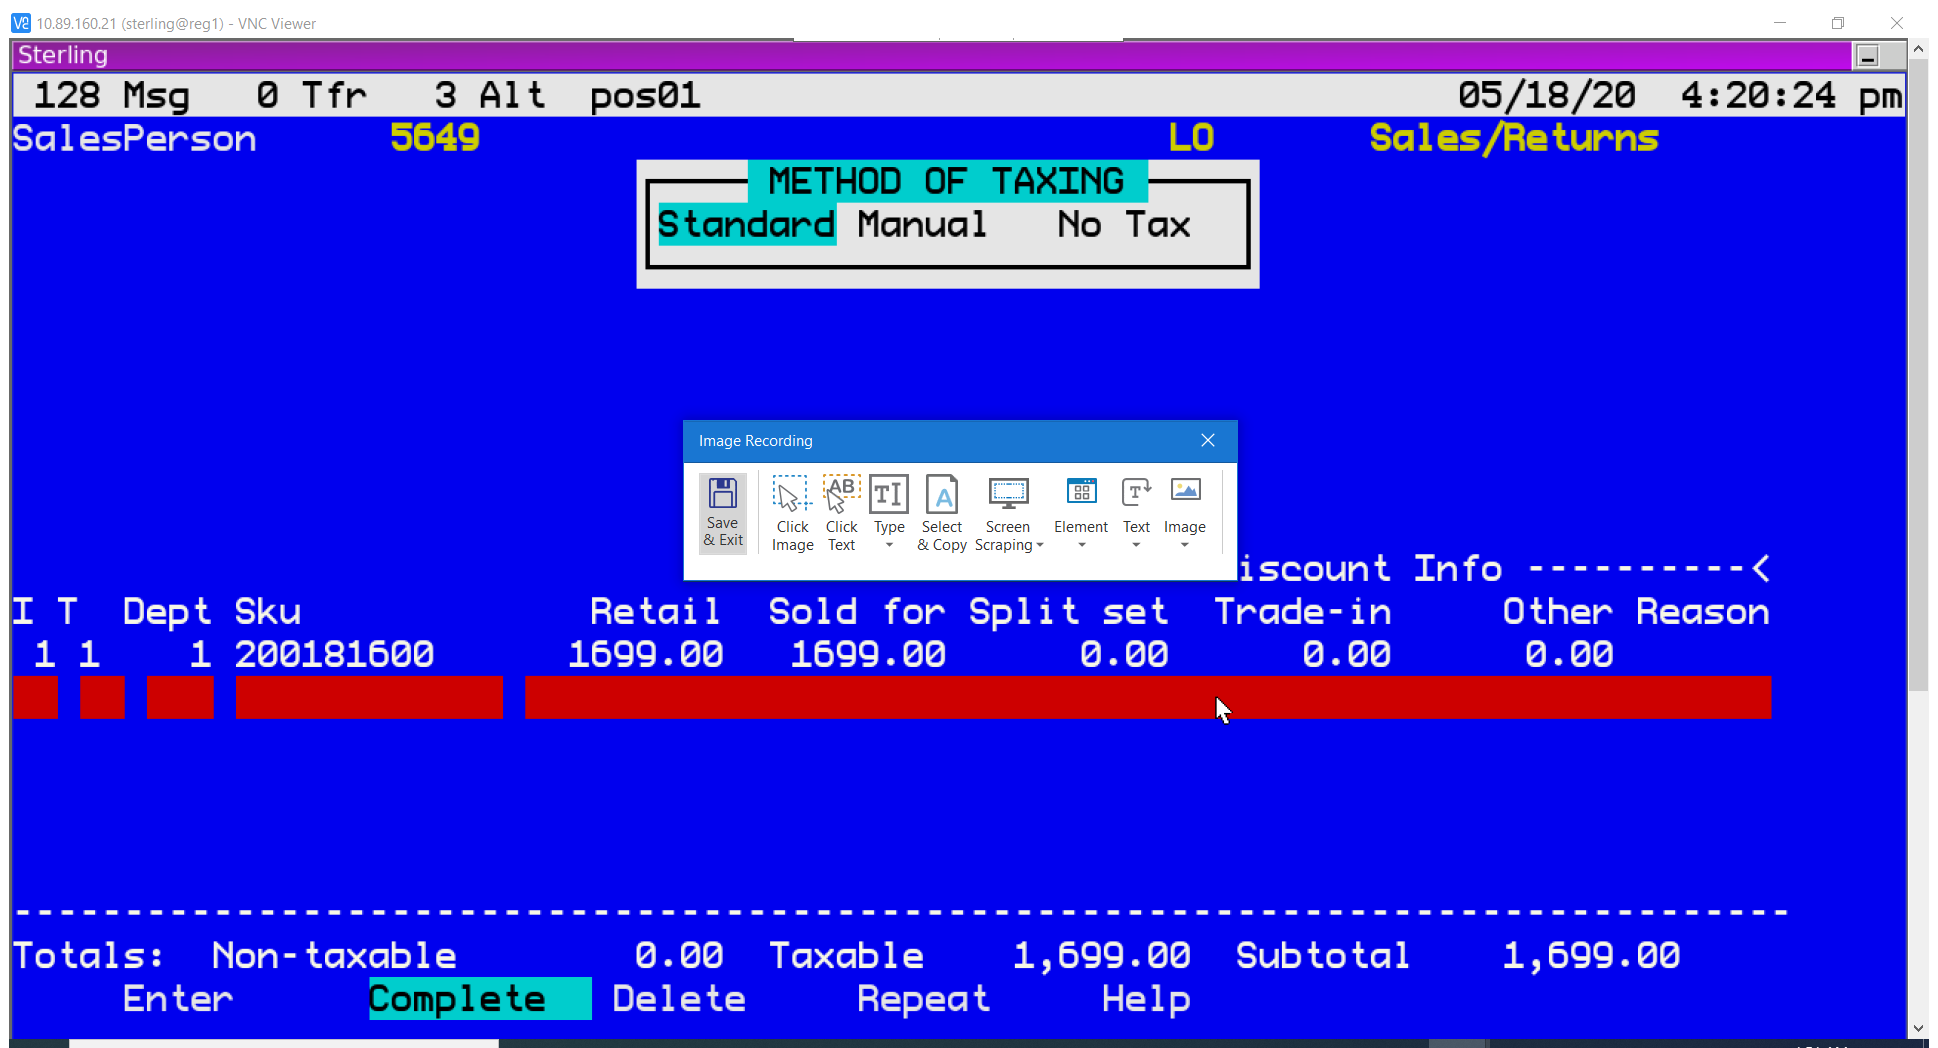 10.89.160.21 (sterling@reg1) - VNC Viewer
Sterling
128 Msg 0 Tfr 3 Alt pos01 05/18/20 4:20:24 pm
SalesPerson 5649 LO Sales/Returns
METHOD OF TAXING
Standard Manual No Tax
Image Recording
Save & Exit
Click Image
Click Text
Type
Select & Copy
Screen Scraping
Element
Text
Image
iscount Info ----------<
I T Dept Sku Retail Sold for Split set Trade-in Other Reason
1 1 1 200181600 1699.00 1699.00 0.00 0.00 0.00
Totals: Non-taxable 0.00 Taxable 1,699.00 Subtotal 1,699.00
Enter Complete Delete Repeat Help